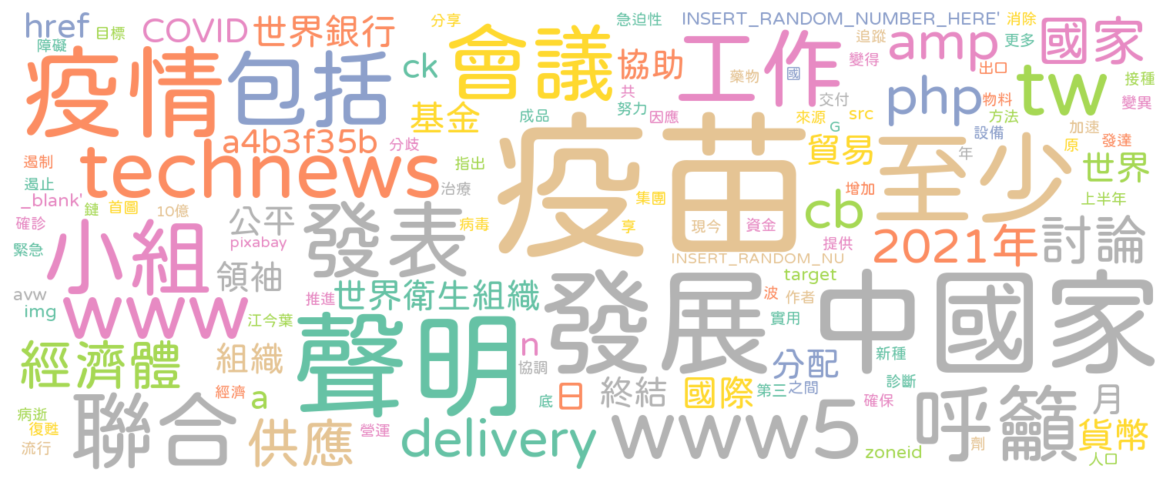 href
目標
障礙
COVID
世界銀行
分享
急迫性
INSERT_RANDOM_NUMBER_HERE'
消除
追蹤
更多
國家
疫情
包括
ck
會議
協助
工作
變得
amp
出口
tw
接種
變異
藥物
國
共
努力
因應
交付
php
物料
方法
基金
成品
來源
src
設備
G
加速
a4b3f35b
分歧
疫苗
貿易
年
至少
原
發達
世界
遏制
technews
指出
遏止
_blank'
治療
集團
增加
cb
上半年
鏈
首圖
10億
確診
公平
發表
病毒
享
現今
資金
小組
pixabay
提供
2021年
討論
緊急
領袖
INSERT_RANDOM_NU
target
avw
img
www
推進
世界衛生組織
發展
中國家
波
作者
江今葉
聲明
n
實用
經濟體
組織
協調
分配
新種
經濟
a
底
日
終結
國際
第三
之間
診斷
確保
月
病逝
復甦
流行
聯合
供應
營運
delivery
www5
zoneid
呼籲
劑
貨幣
人口